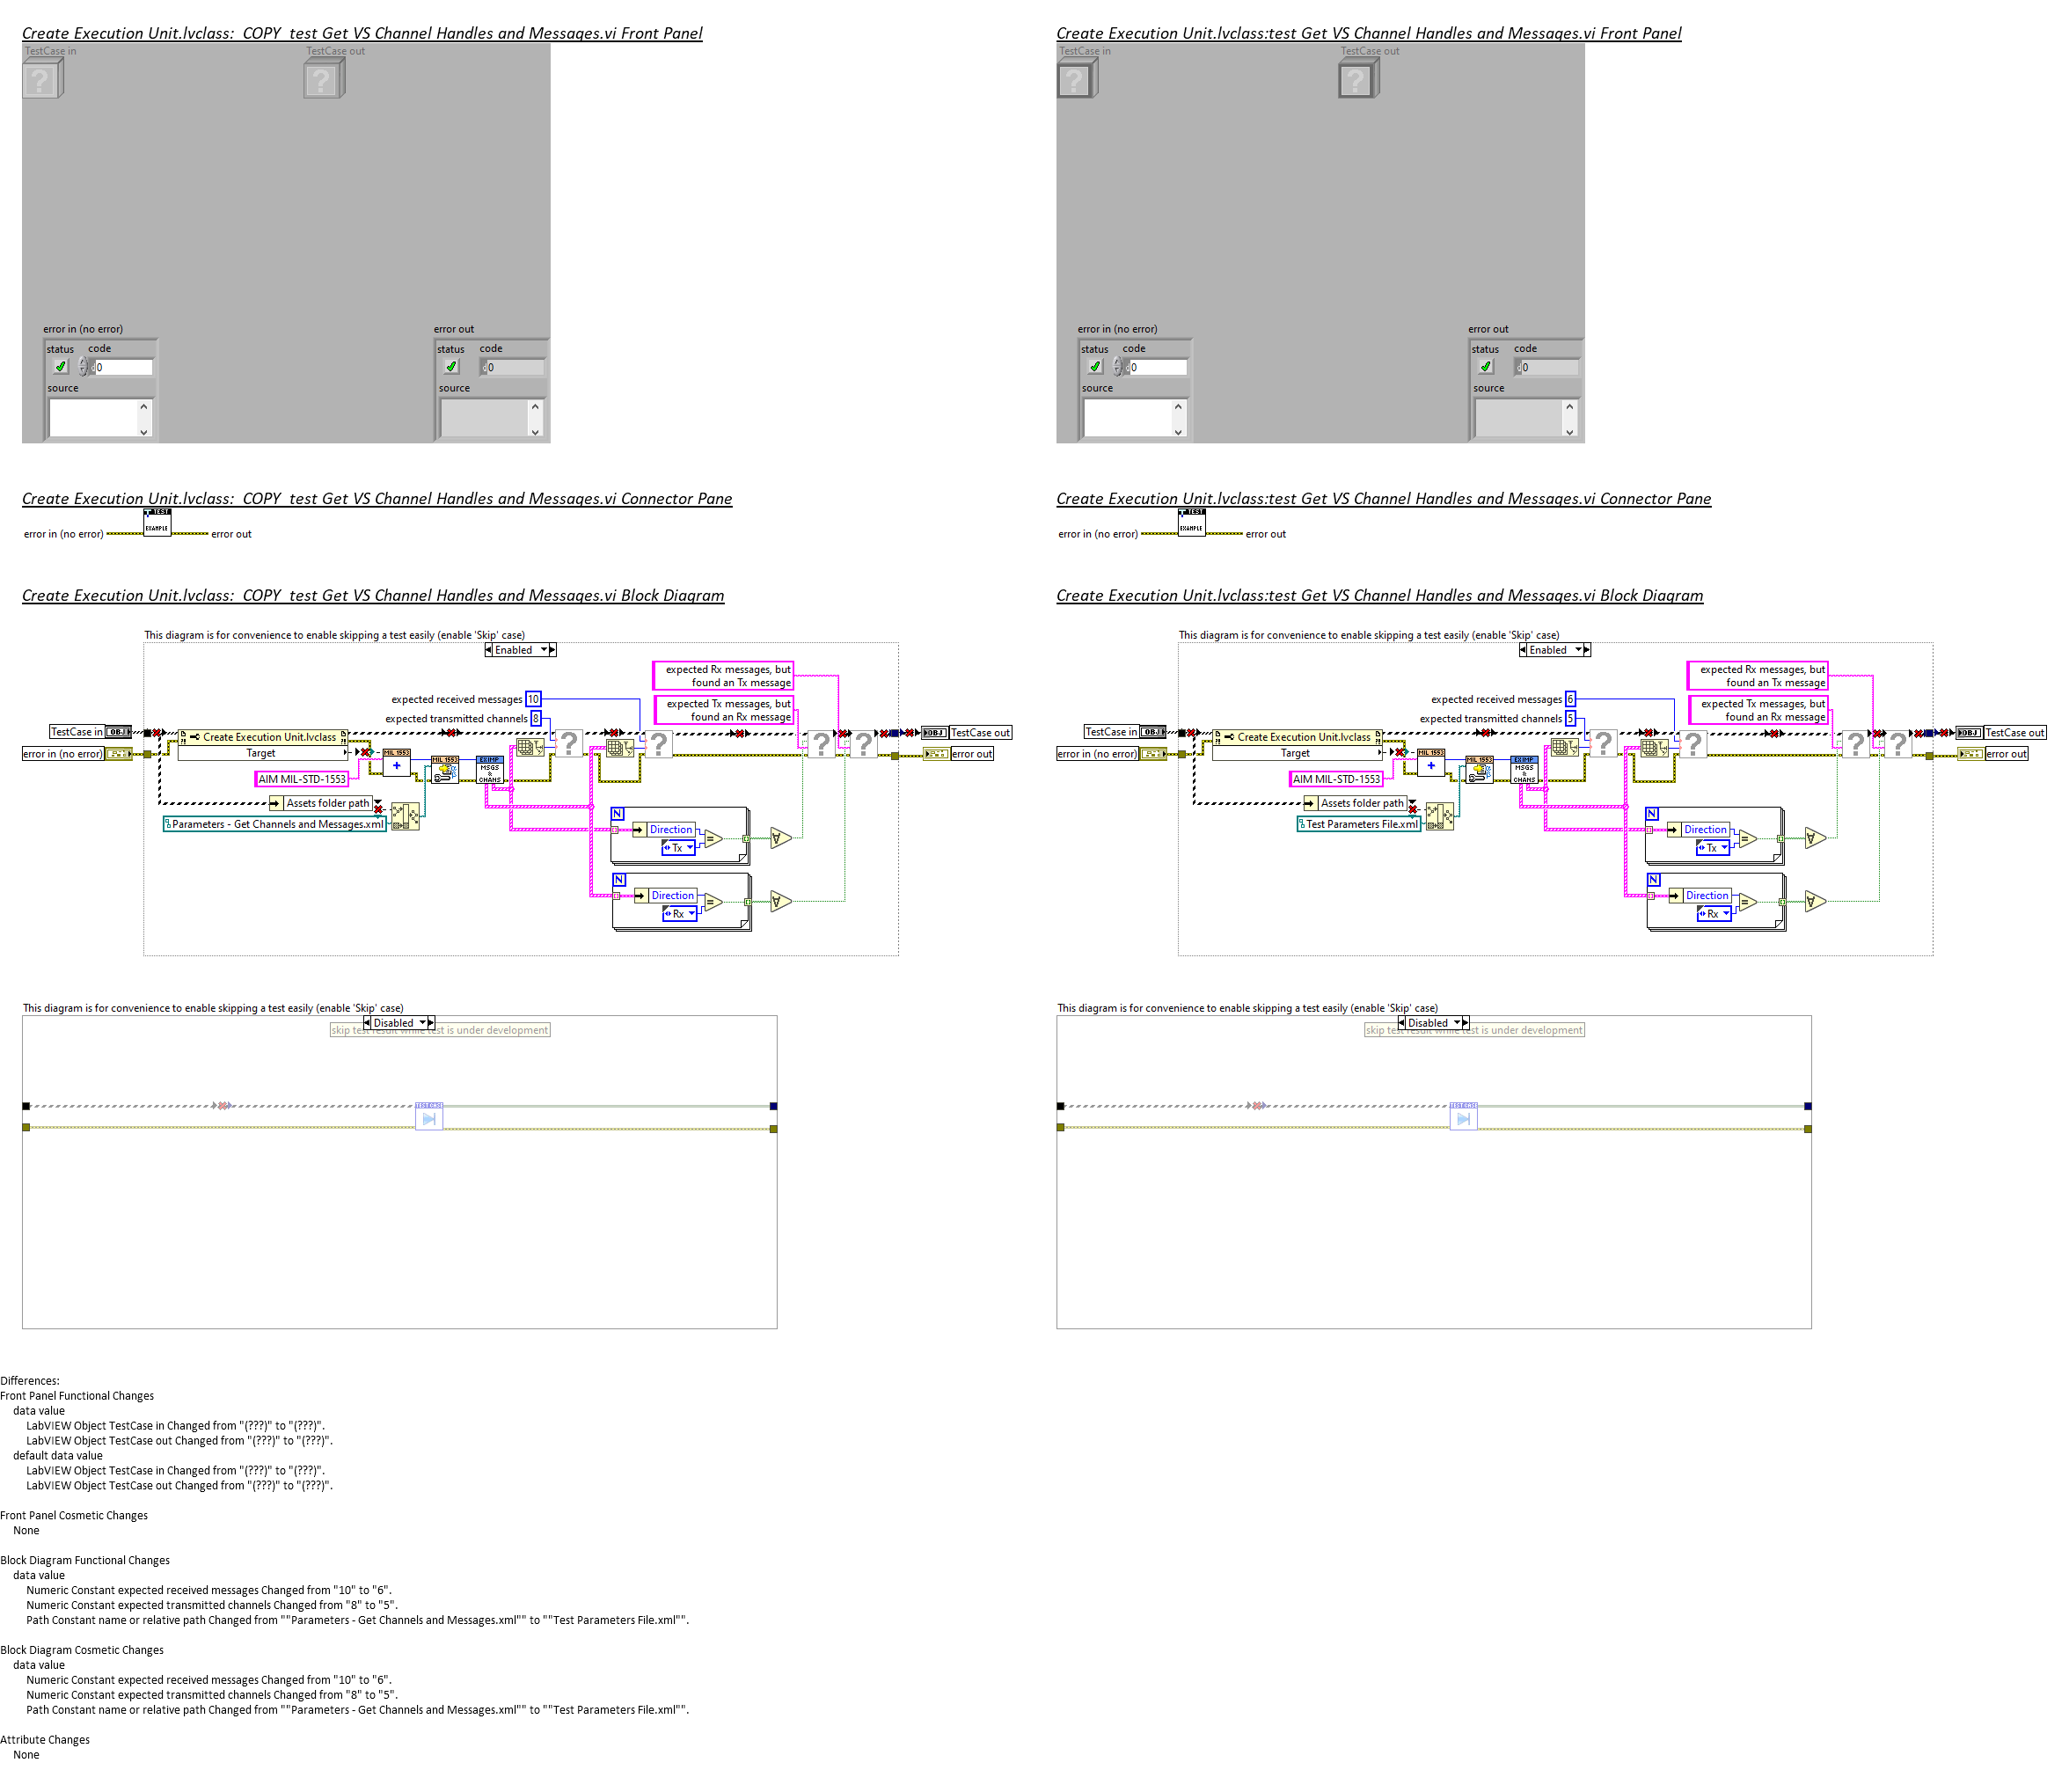 Create Execution Unit.lvclass:  COPY  test Get VS Channel Handles and Messages.vi Front Panel
TestCase in
TestCase out
error in (no error)
status code
0
source
error out
status code
0
source
Create Execution Unit.lvclass:test Get VS Channel Handles and Messages.vi Front Panel
TestCase in
TestCase out
error in (no error)
status code
0
source
error out
status code
0
source
Create Execution Unit.lvclass:  COPY  test Get VS Channel Handles and Messages.vi Connector Pane
TEST
EXAMPLE
error in (no error)
error out
Create Execution Unit.lvclass:test Get VS Channel Handles and Messages.vi Connector Pane
TEST
EXAMPLE
error in (no error)
error out
Create Execution Unit.lvclass:  COPY  test Get VS Channel Handles and Messages.vi Block Diagram
This diagram is for convenience to enable skipping a test easily (enable 'Skip' case)
Enabled
expected Rx messages, but
found an Tx message
expected received messages 10
expected Tx messages, but
found an Rx message
expected transmitted channels 8
TestCase in OBJ
Create Execution Unit.lvclass
OBJ TestCase out
error in (no error)
Target
error out
MIL 1553
MIL 1553
EXIMP
MSGS
&
CHANS
AIM MIL-STD-1553
Assets folder path
Parameters - Get Channels and Messages.xml
N
Direction
Tx
N
Direction
Rx
Create Execution Unit.lvclass:test Get VS Channel Handles and Messages.vi Block Diagram
This diagram is for convenience to enable skipping a test easily (enable 'Skip' case)
Enabled
expected Rx messages, but
found an Tx message
expected received messages 6
expected Tx messages, but
found an Rx message
expected transmitted channels 5
TestCase in OBJ
Create Execution Unit.lvclass
OBJ TestCase out
error in (no error)
Target
error out
MIL 1553
MIL 1553
EXIMP
MSGS
&
CHANS
AIM MIL-STD-1553
Assets folder path
Test Parameters File.xml
N
Direction
Tx
N
Direction
Rx
This diagram is for convenience to enable skipping a test easily (enable 'Skip' case)
Disabled
skip test result while test is under development
This diagram is for convenience to enable skipping a test easily (enable 'Skip' case)
Disabled
skip test result while test is under development
Differences:
Front Panel Functional Changes
data value
LabVIEW Object TestCase in Changed from "(???)" to "(???)".
LabVIEW Object TestCase out Changed from "(???)" to "(???)".
default data value
LabVIEW Object TestCase in Changed from "(???)" to "(???)".
LabVIEW Object TestCase out Changed from "(???)" to "(???)".
Front Panel Cosmetic Changes
None
Block Diagram Functional Changes
data value
Numeric Constant expected received messages Changed from "10" to "6".
Numeric Constant expected transmitted channels Changed from "8" to "5".
Path Constant name or relative path Changed from ""Parameters - Get Channels and Messages.xml"" to ""Test Parameters File.xml"".
Block Diagram Cosmetic Changes
data value
Numeric Constant expected received messages Changed from "10" to "6".
Numeric Constant expected transmitted channels Changed from "8" to "5".
Path Constant name or relative path Changed from ""Parameters - Get Channels and Messages.xml"" to ""Test Parameters File.xml"".
Attribute Changes
None